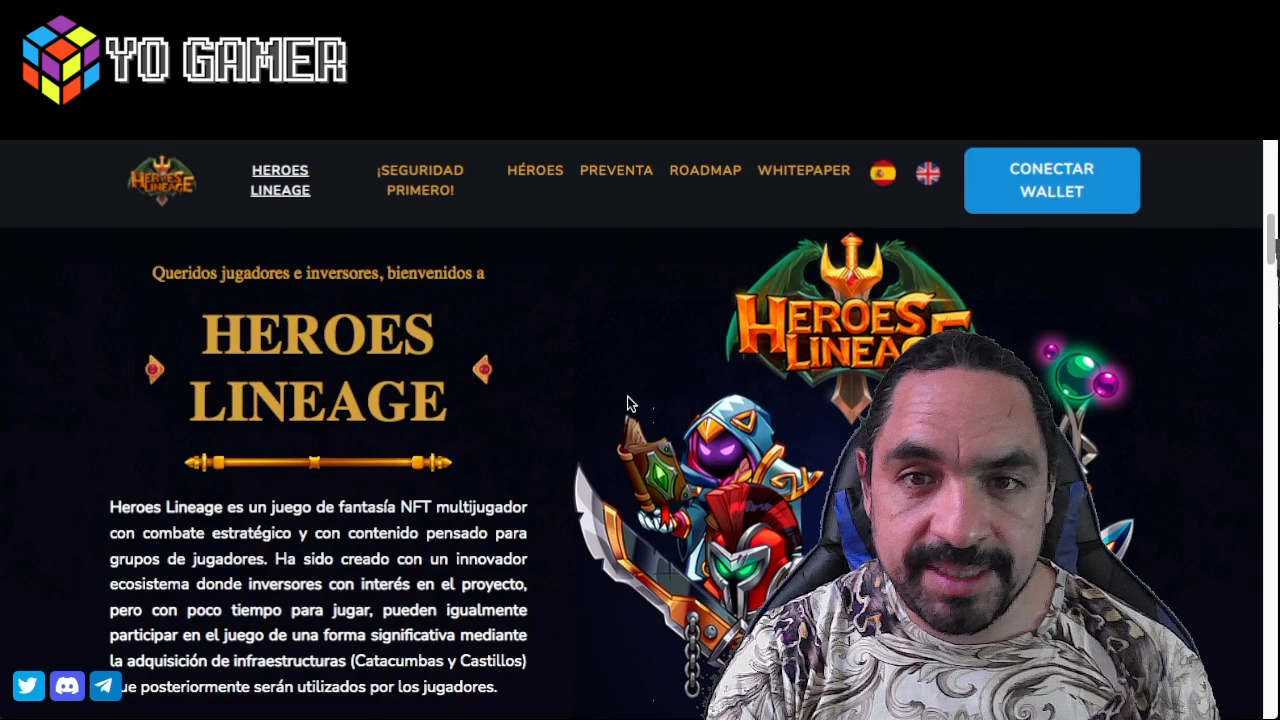 YO GAMER
HEROES LINEAGE
HEROES
LINEAGE
¡SEGURIDAD
PRIMERO!
HÉROES
PREVENTA
ROADMAP
WHITEPAPER
CONECTAR
WALLET
Queridos jugadores e inversores, bienvenidos a
HEROES
LINEAGE
Heroes Lineage es un juego de fantasía NFT multijugador
con combate estratégico y con contenido pensado para
grupos de jugadores. Ha sido creado con un innovador
ecosistema donde inversores con interés en el proyecto,
pero con poco tiempo para jugar, pueden igualmente
participar en el juego de una forma significativa mediante
la adquisición de infraestructuras (Catacumbas y Castillos)
ue posteriormente serán utilizados por los jugadores.
HEROES